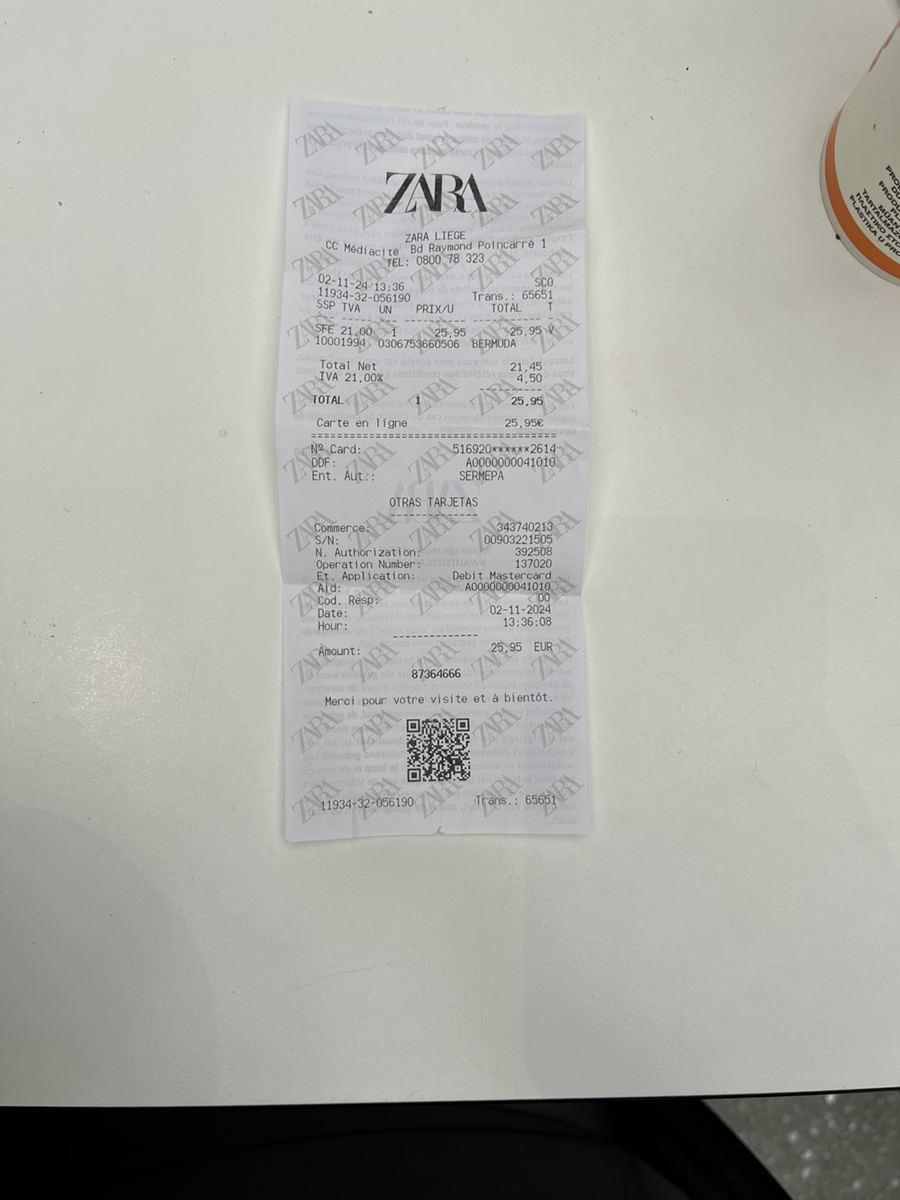 ZARA
ZARA LIEGE
CC Médiacité Bd Raymond Poincarré 1
TEL: 0800 78 323
02-11-24 13:36 SCO
11934-32-056190 Trans.: 65651
SSP TVA UN PRIX/U TOTAL T
SFE 21.00 1 25,95 25,95 V
10001994 0306753660506 BERMUDA
Total Net 21,45
IVA 21,00% 4,50
TOTAL 1 25,95
Carte en ligne 25,95€
Nº Card: 516920******2614
DDF: A0000000041010
Ent. Aut.: SERMEPA
OTRAS TARJETAS
Commerce: 343740213
S/N: 00903221505
N. Authorization: 392508
Operation Number: 137020
Et. Application: Debit Mastercard
Aid: A0000000041010
Cod. Resp: 00
Date: 02-11-2024
Hour: 13:36:08
Amount: 25,95 EUR
87364666
Merci pour votre visite et à bientôt.
11934-32-056190 Trans.: 65651